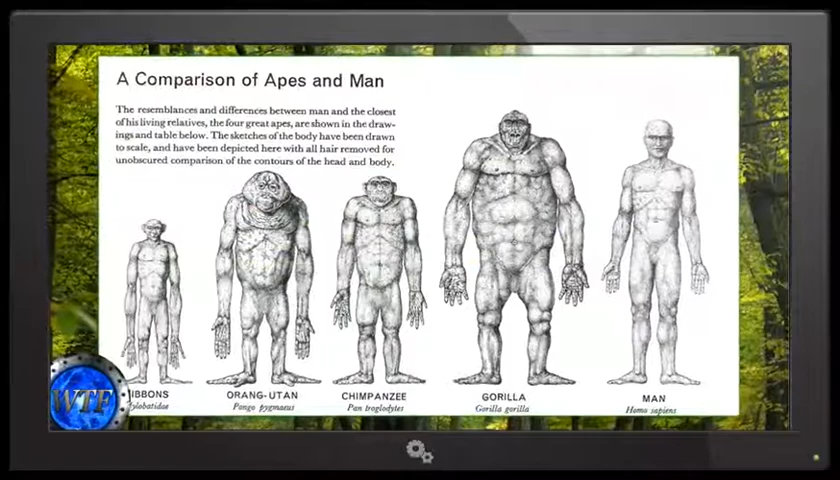 A Comparison of Apes and Man
The resemblances and differences between man and the closest
of his living relatives, the four great apes, are shown in the draw-
ings and table below. The sketches of the body have been drawn
to scale, and have been depicted here with all hair removed for
unobscured comparison of the contours of the head and body.
IBBONS
ylobatidae
ORANG-UTAN
Pongo pygmaeus
CHIMPANZEE
Pan troglodytes
GORILLA
Gorilla gorilla
MAN
Homo sapiens
WTF